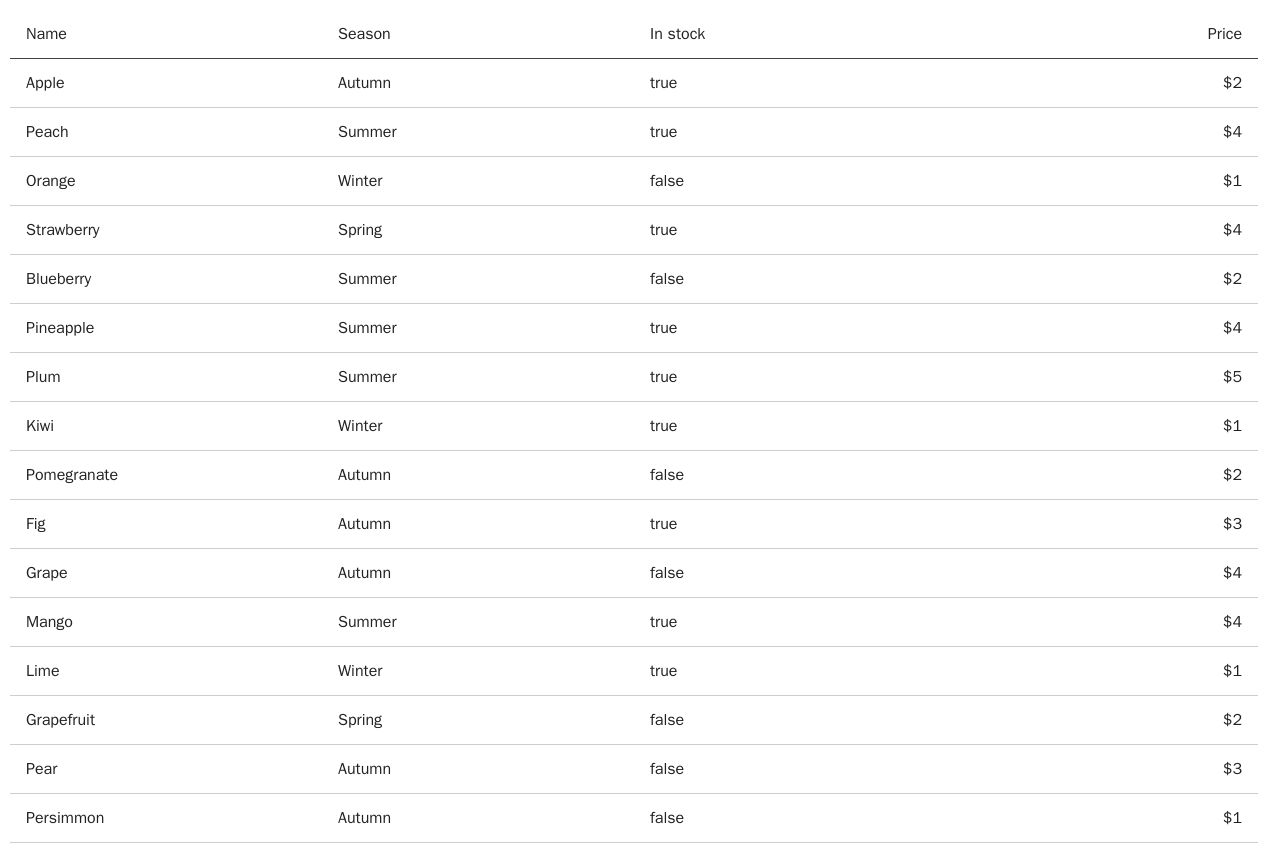 Name Season In stock Price
Apple Autumn true $2
Peach Summer true $4
Orange Winter false $1
Strawberry Spring true $4
Blueberry Summer false $2
Pineapple Summer true $4
Plum Summer true $5
Kiwi Winter true $1
Pomegranate Autumn false $2
Fig Autumn true $3
Grape Autumn false $4
Mango Summer true $4
Lime Winter true $1
Grapefruit Spring false $2
Pear Autumn false $3
Persimmon Autumn false $1